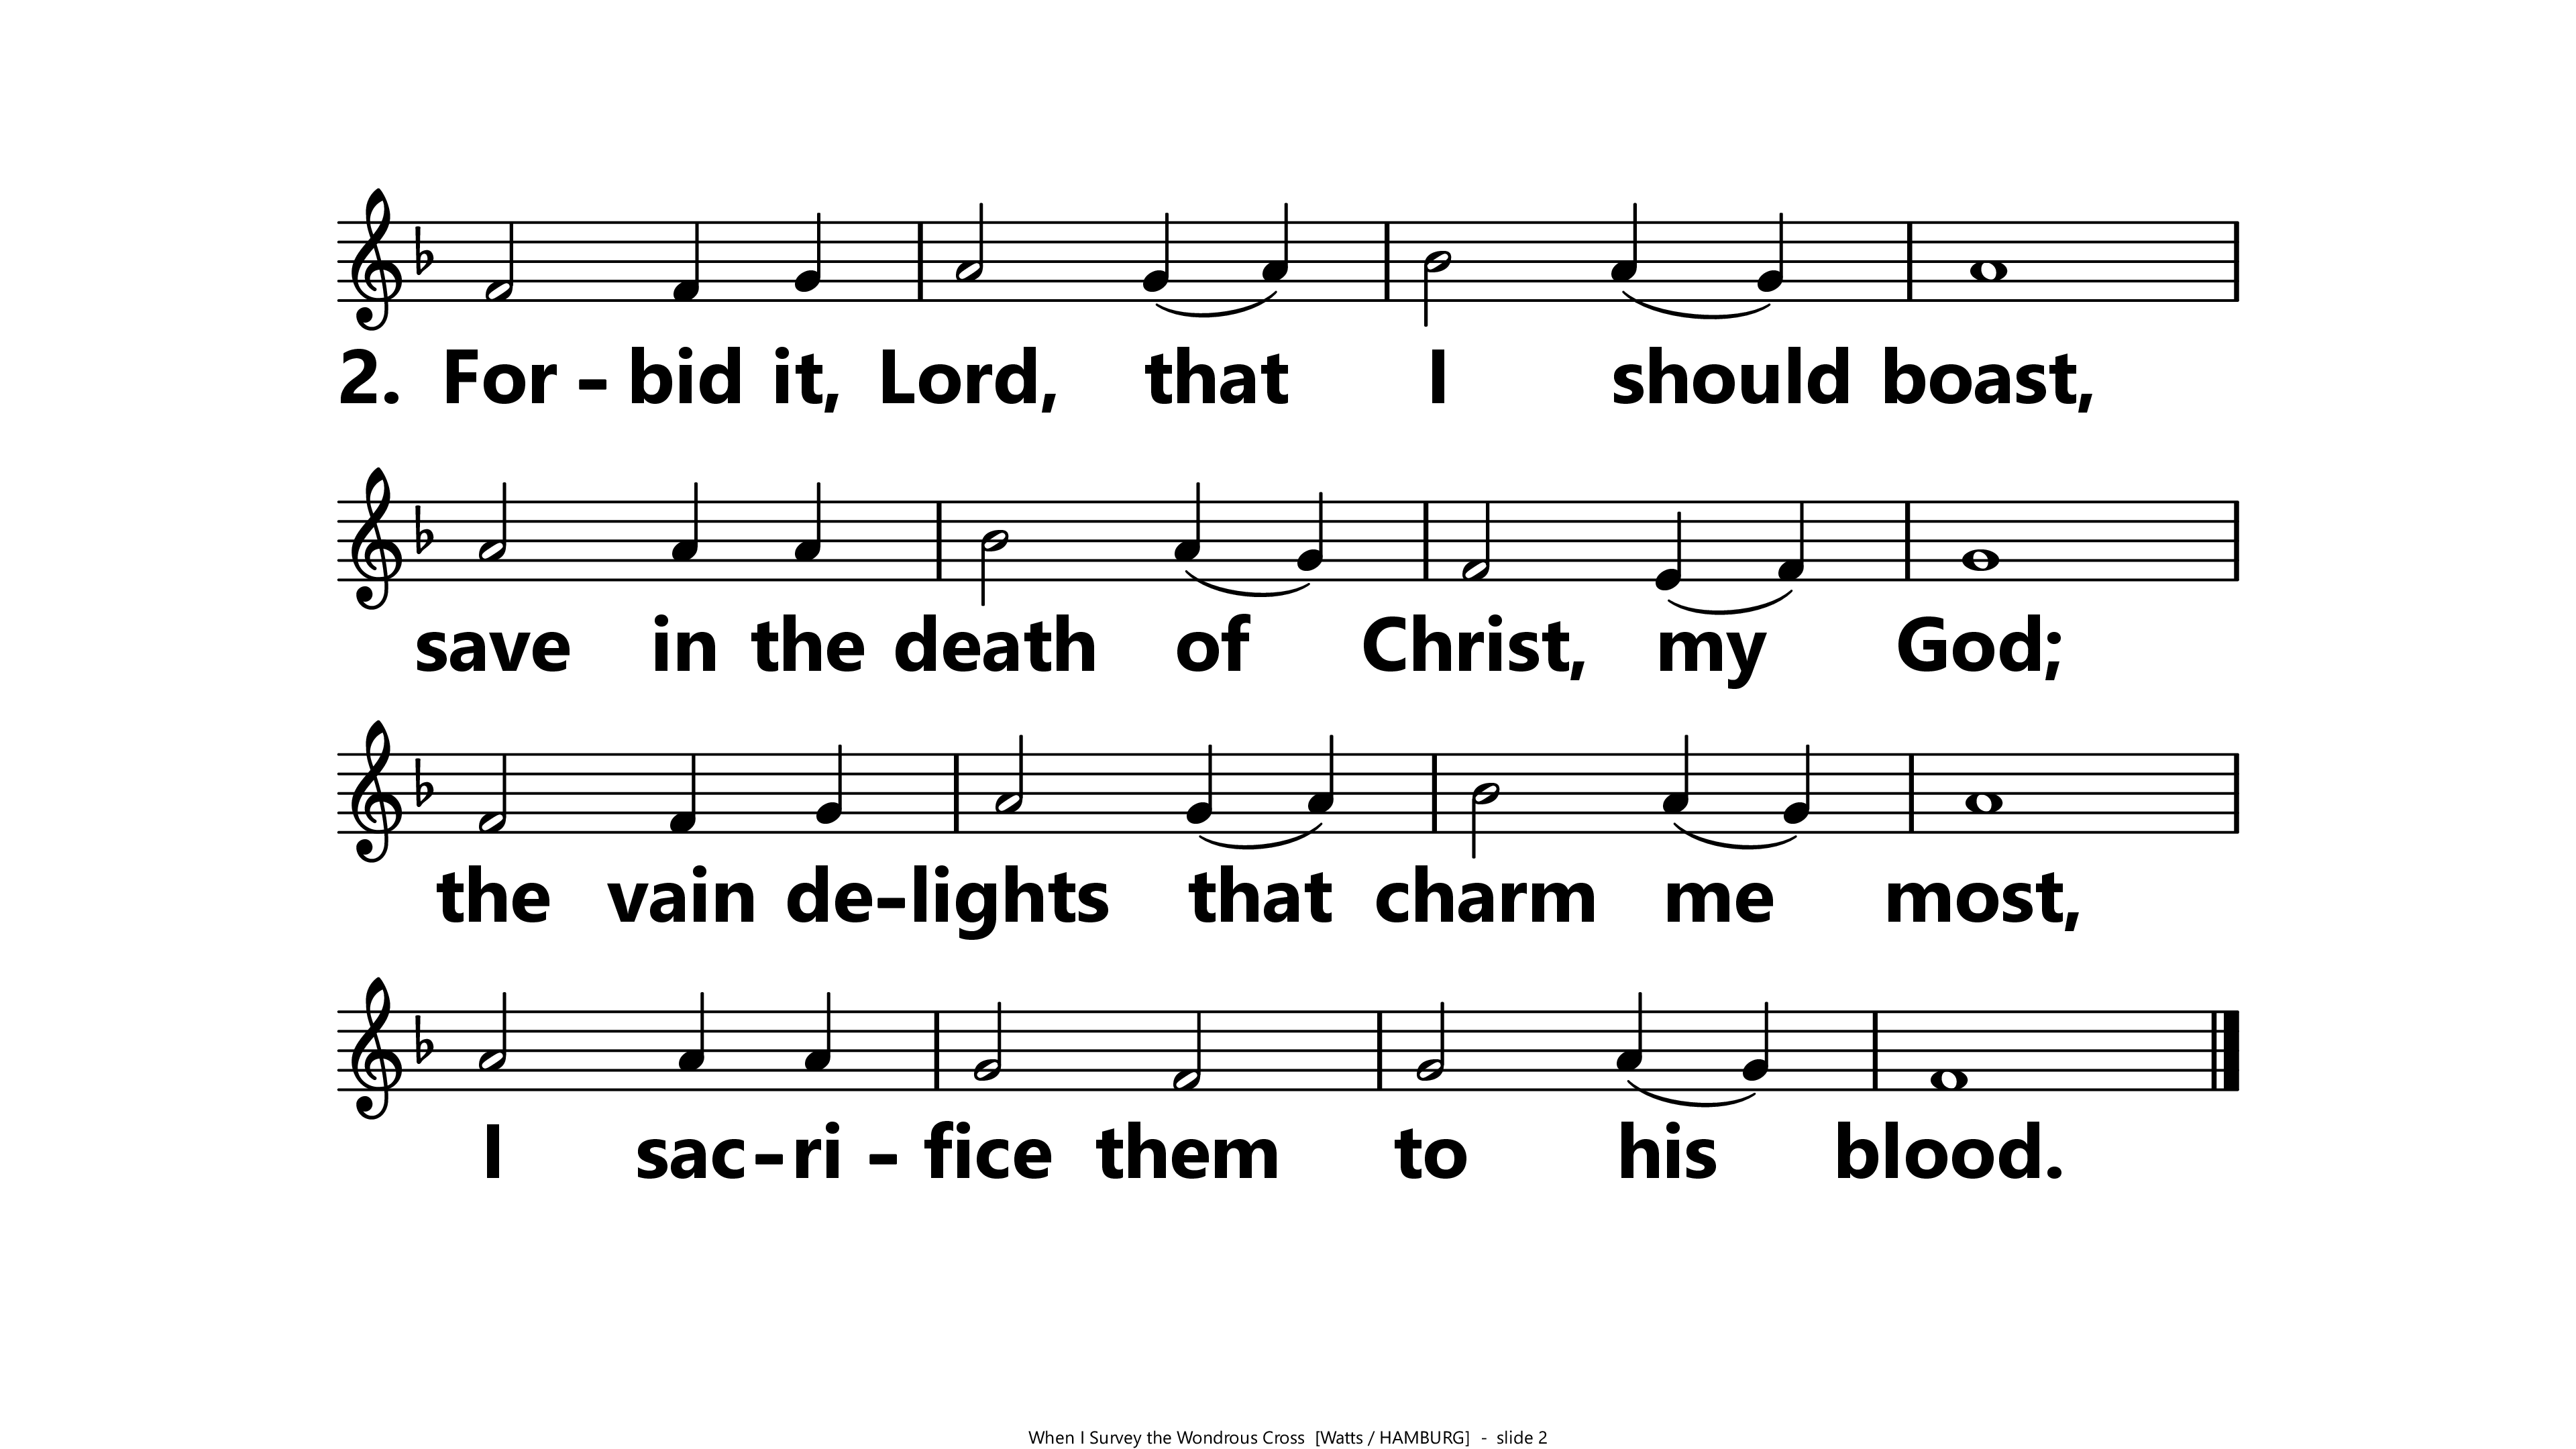 2. For - bid it, Lord, that I should boast,
save in the death of Christ, my God;
the vain de-lights that charm me most,
I sac-ri - fice them to his blood.
When I Survey the Wondrous Cross [Watts / HAMBURG] - slide 2